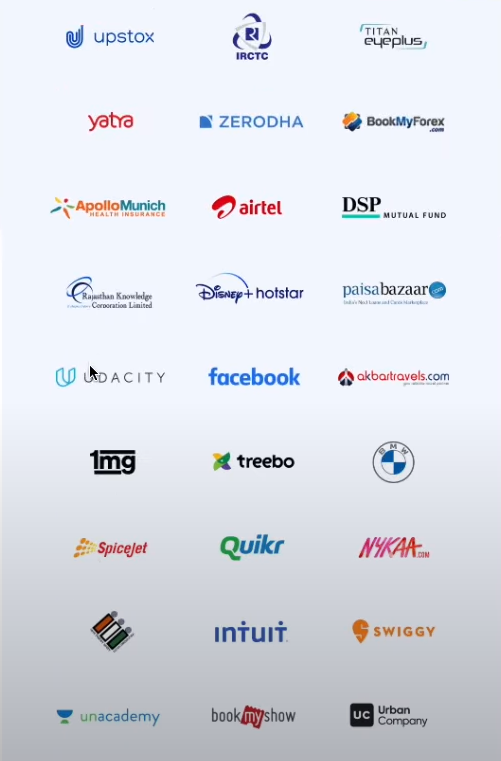 upstox
IRCTC
TITAN
eyeplus
yatra
ZERODHA
BookMyForex
.com
ApolloMunich
HEALTH INSURANCE
airtel
DSP
MUTUAL FUND
Rajasthan Knowledge
Corporation Limited
Disney+ hotstar
paisabazaar
.com
UDACITY
facebook
akbartravels.com
1mg
treebo
BMW
SpiceJet
Quikr
NYKAA.COM
intuit
SWIGGY
unacademy
bookmyshow
UC Urban
Company